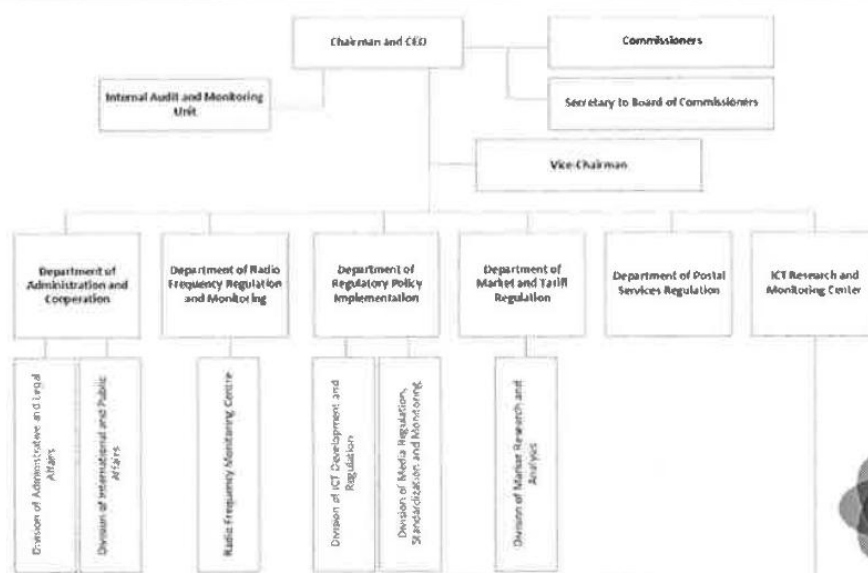 Chairman and CEO
Commissioners
Internal Audit and Monitoring
Unit
Secretary to Board of Commissioners
Vice-Chairman
Department of
Administration and
Cooperation
Department of Radio
Frequency Regulation
and Monitoring
Department of
Regulatory Policy
Implementation
Department of
Market and Tariff
Regulation
Department of Postal
Services Regulation
ICT Research and
Monitoring Center
Division of Administrative and Legal
Affairs
Division of International and Public
Affairs
Radio Frequency Monitoring Centre
Division of ICT Development and
Regulation
Division of Media Regulation,
Standardization and Monitoring
Division of Market Research and
Analysis